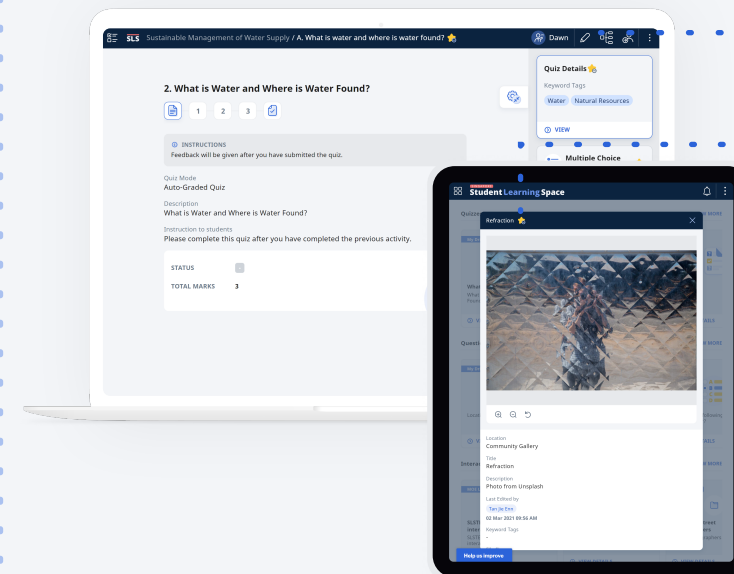 SLS Sustainable Management of Water Supply / A. What is water and where is water found? Dawn
2. What is Water and Where is Water Found?
1 2 3
INSTRUCTIONS
Feedback will be given after you have submitted the quiz.
Quiz Mode
Auto-Graded Quiz
Description
What is Water and Where is Water Found?
Instruction to students
Please complete this quiz after you have completed the previous activity.
STATUS
TOTAL MARKS 3
Quiz Details
Keyword Tags
Water Natural Resources
VIEW
Multiple Choice
Student Learning Space
Refraction
Location
Community Gallery
Title
Refraction
Description
Photo from Unsplash
Last Edited by
Tan Jie Enn
02 Mar 2021 09:56 AM
Keyword Tags
-
Help us improve